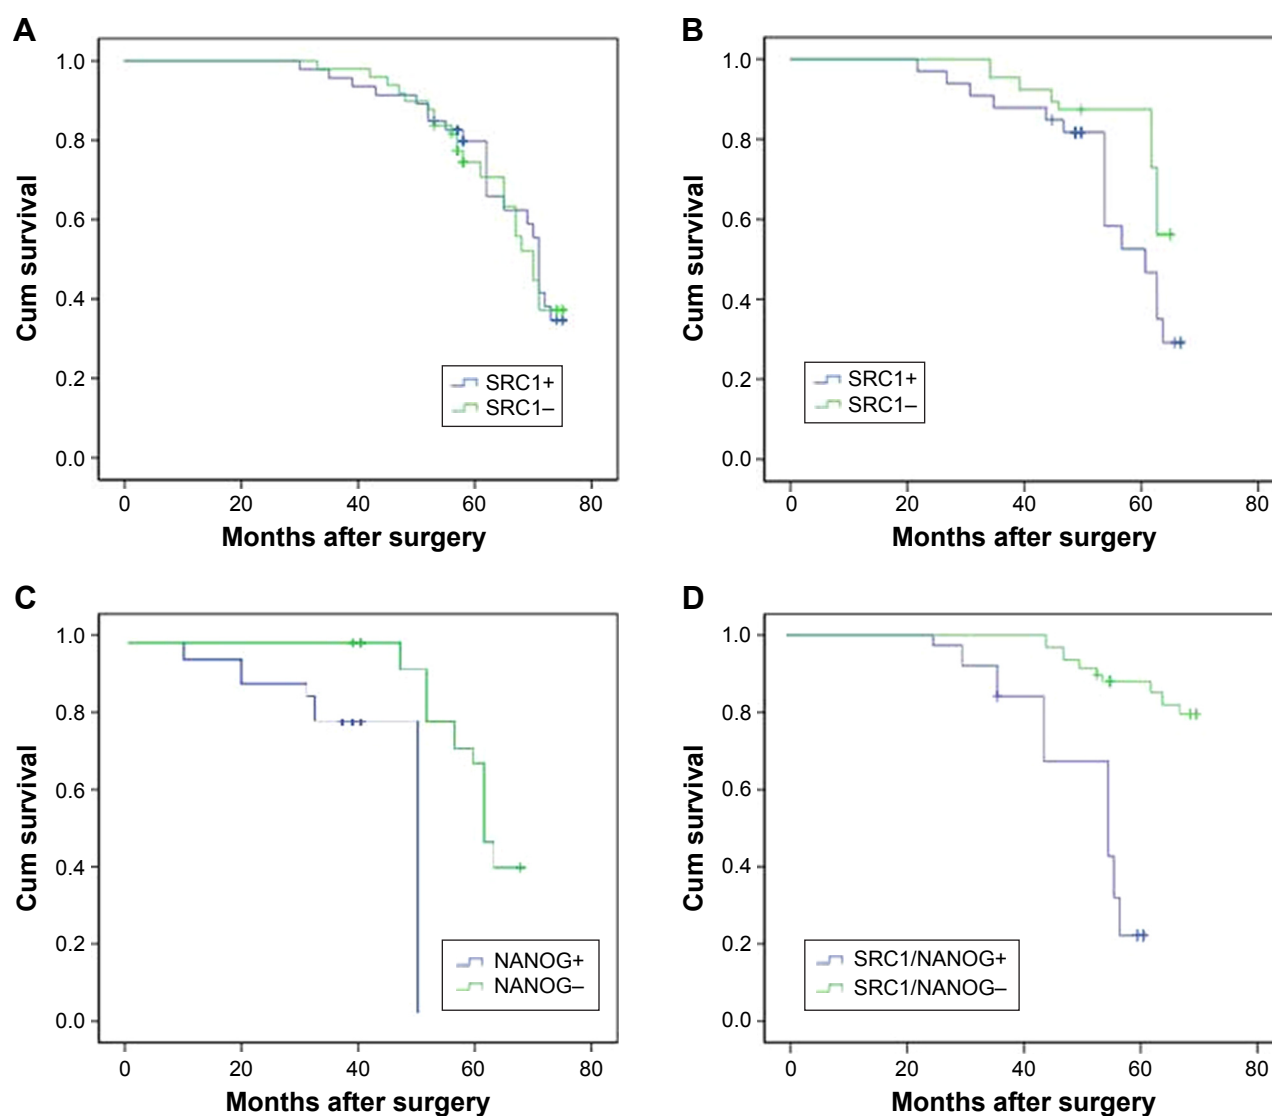 A
1.0
0.8
0.6
0.4
0.2
0.0
Cum survival
SRC1+
SRC1–
0 20 40 60 80
Months after surgery
B
1.0
0.8
0.6
0.4
0.2
0.0
Cum survival
SRC1+
SRC1–
0 20 40 60 80
Months after surgery
C
1.0
0.8
0.6
0.4
0.2
0.0
Cum survival
NANOG+
NANOG–
0 20 40 60 80
Months after surgery
D
1.0
0.8
0.6
0.4
0.2
0.0
Cum survival
SRC1/NANOG+
SRC1/NANOG–
0 20 40 60 80
Months after surgery